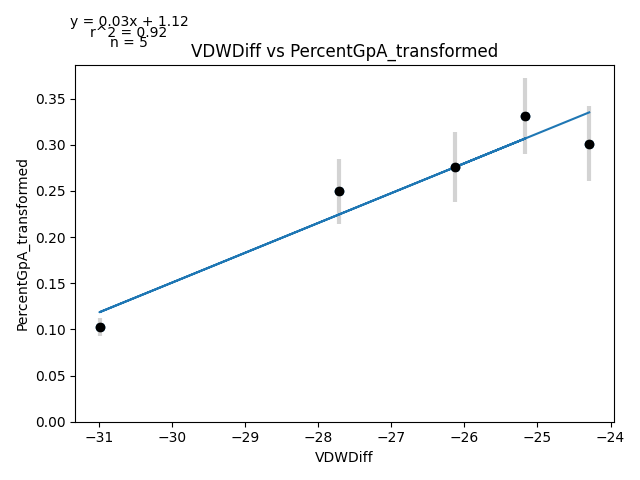 y = 0.03x + 1.12
r^2 = 0.92
n = 5
VDWDiff vs PercentGpA_transformed
PercentGpA_transformed
0.35
0.30
0.25
0.20
0.15
0.10
0.05
0.00
−31 −30 −29 −28 −27 −26 −25 −24
VDWDiff